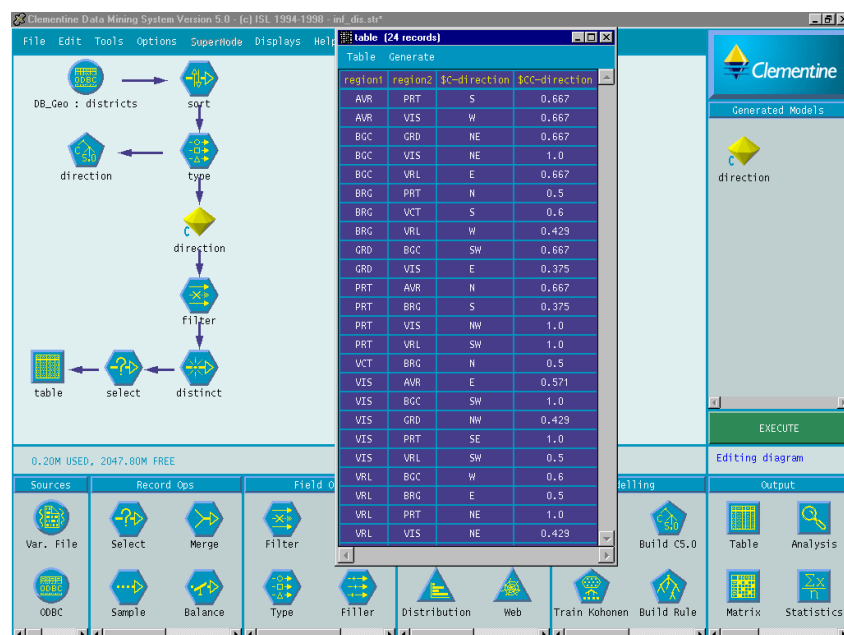 Clementine Data Mining System Version 5.0 - (c) ISL 1994-1998 - inf_dis.str*
File Edit Tools Options SuperNode Displays Help
DB_Geo : districts
sort
direction
type
direction
filter
table
select
distinct
table (24 records)
Table Generate
region1 region2 $C-direction $CC-direction
AVR PRT S 0.667
AVR VIS W 0.667
BGC GRD NE 0.667
BGC VIS NE 1.0
BGC VRL E 0.667
BRG PRT N 0.5
BRG VCT S 0.6
BRG VRL W 0.429
GRD BGC SW 0.667
GRD VIS E 0.375
PRT AVR N 0.667
PRT BRG S 0.375
PRT VIS NW 1.0
PRT VRL SW 1.0
VCT BRG N 0.5
VIS AVR E 0.571
VIS BGC SW 1.0
VIS GRD NW 0.429
VIS PRT SE 1.0
VIS VRL SW 0.5
VRL BGC W 0.6
VRL BRG E 0.5
VRL PRT NE 1.0
VRL VIS NE 0.429
Clementine
Generated Models
C
direction
EXECUTE
0.20M USED, 2047.80M FREE
Editing diagram
Sources Record Ops Field O elling Output
Var. File Select Merge Filter Build C5.0 Table Analysis
ODBC Sample Balance Type Filler Distribution Web Train Kohonen Build Rule Matrix Statistics